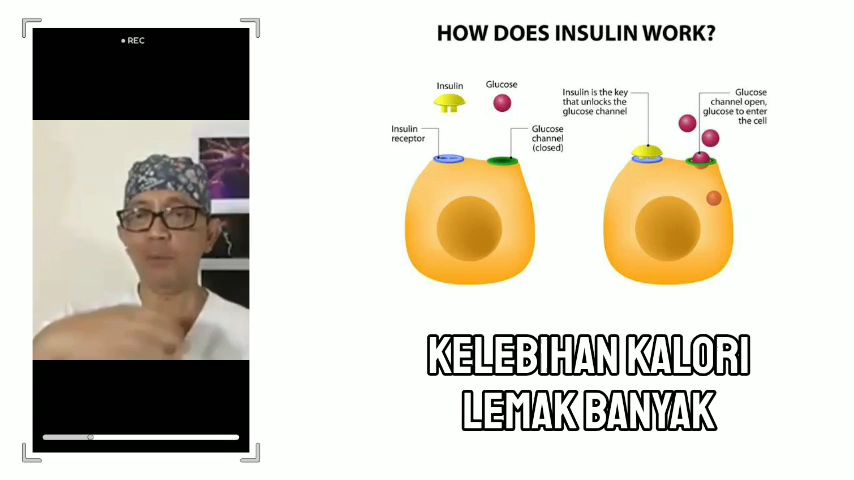 REC
HOW DOES INSULIN WORK?
Insulin
Glucose
Insulin
receptor
Glucose
channel
(closed)
Insulin is the key
that unlocks the
glucose channel
Glucose
channel open,
glucose to enter
the cell
KELEBIHAN KALORI
LEMAK BANYAK